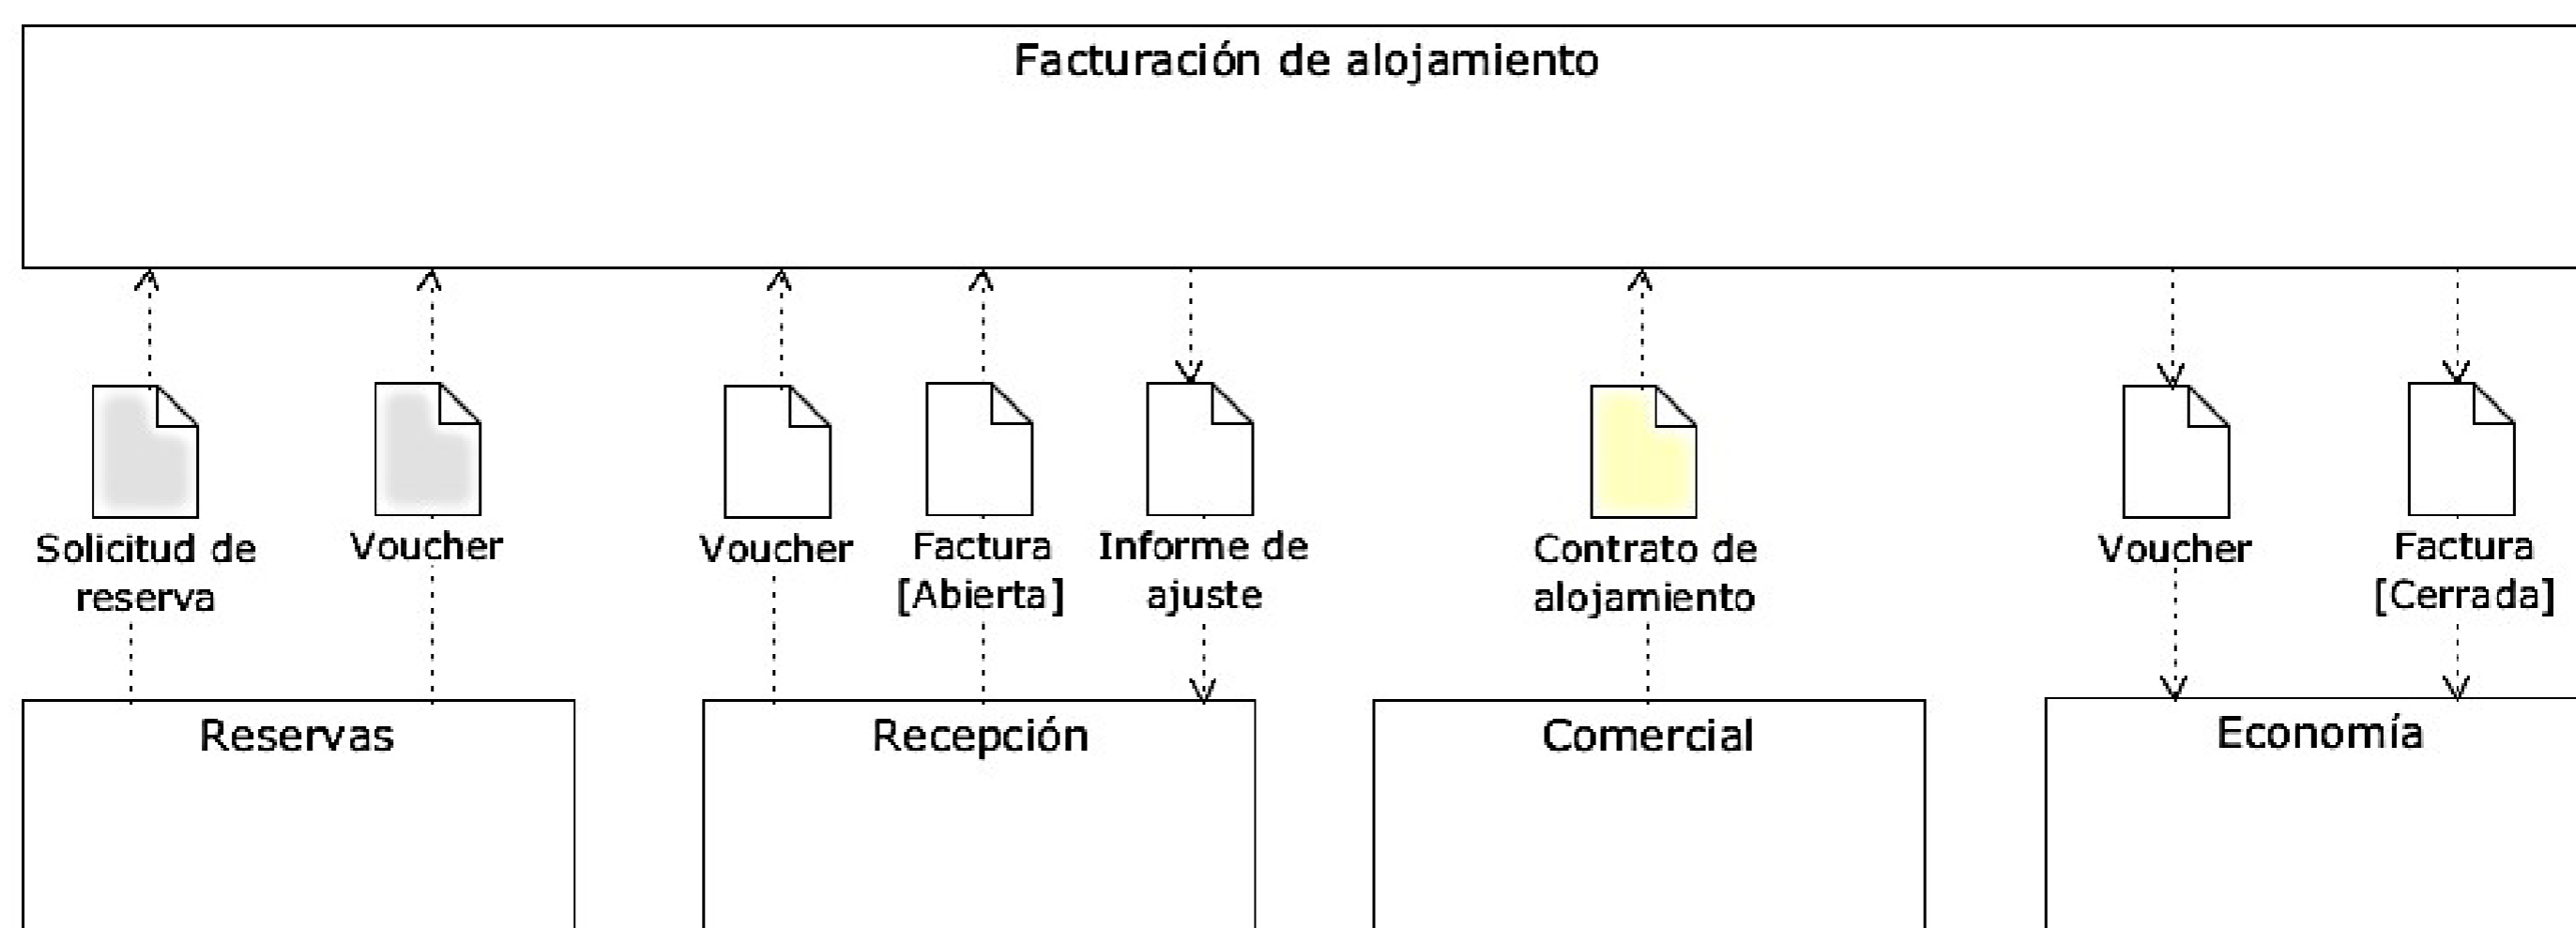 Facturación de alojamiento
Solicitud de
reserva
Voucher
Voucher
Factura
[Abierta]
Informe de
ajuste
Contrato de
alojamiento
Voucher
Factura
[Cerrada]
Reservas
Recepción
Comercial
Economía